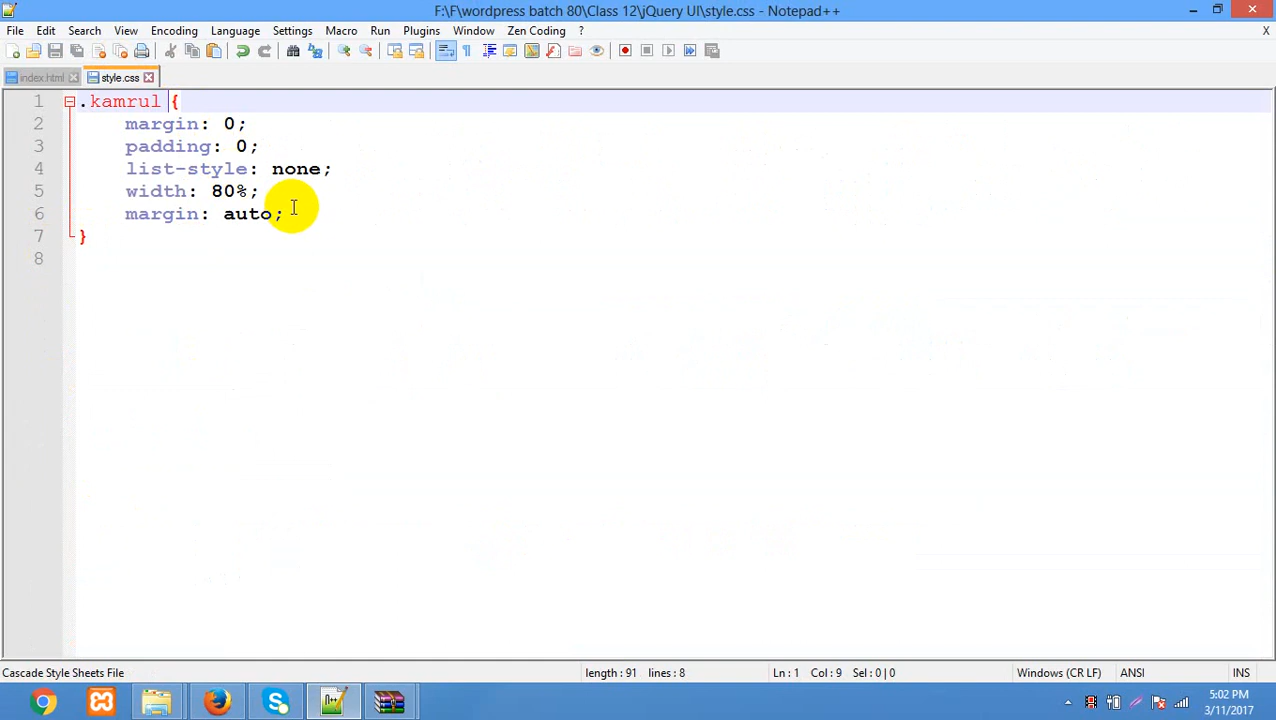 F:\F\wordpress batch 80\Class 12\jQuery UI\style.css - Notepad++
File Edit Search View Encoding Language Settings Macro Run Plugins Window Zen Coding ? X
index.html style.css
1 .kamrul {
2 margin: 0;
3 padding: 0;
4 list-style: none;
5 width: 80%;
6 margin: auto;
7 }
8
Cascade Style Sheets File length : 91 lines : 8 Ln : 1 Col : 9 Sel : 0 | 0 Windows (CR LF) ANSI INS
5:02 PM
3/11/2017